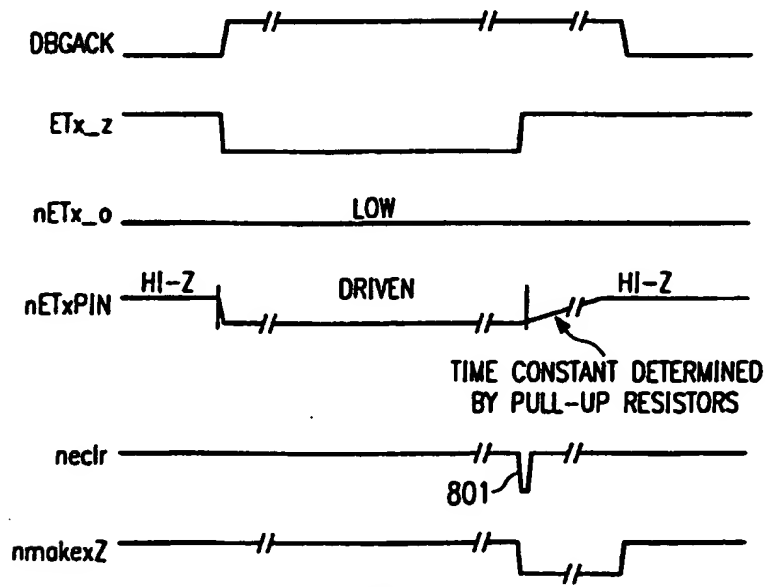 DBGACK
ETx_z
nETx_o
LOW
nETxPIN
HI-Z
DRIVEN
HI-Z
TIME CONSTANT DETERMINED
BY PULL-UP RESISTORS
neclr
801
nmakexZ